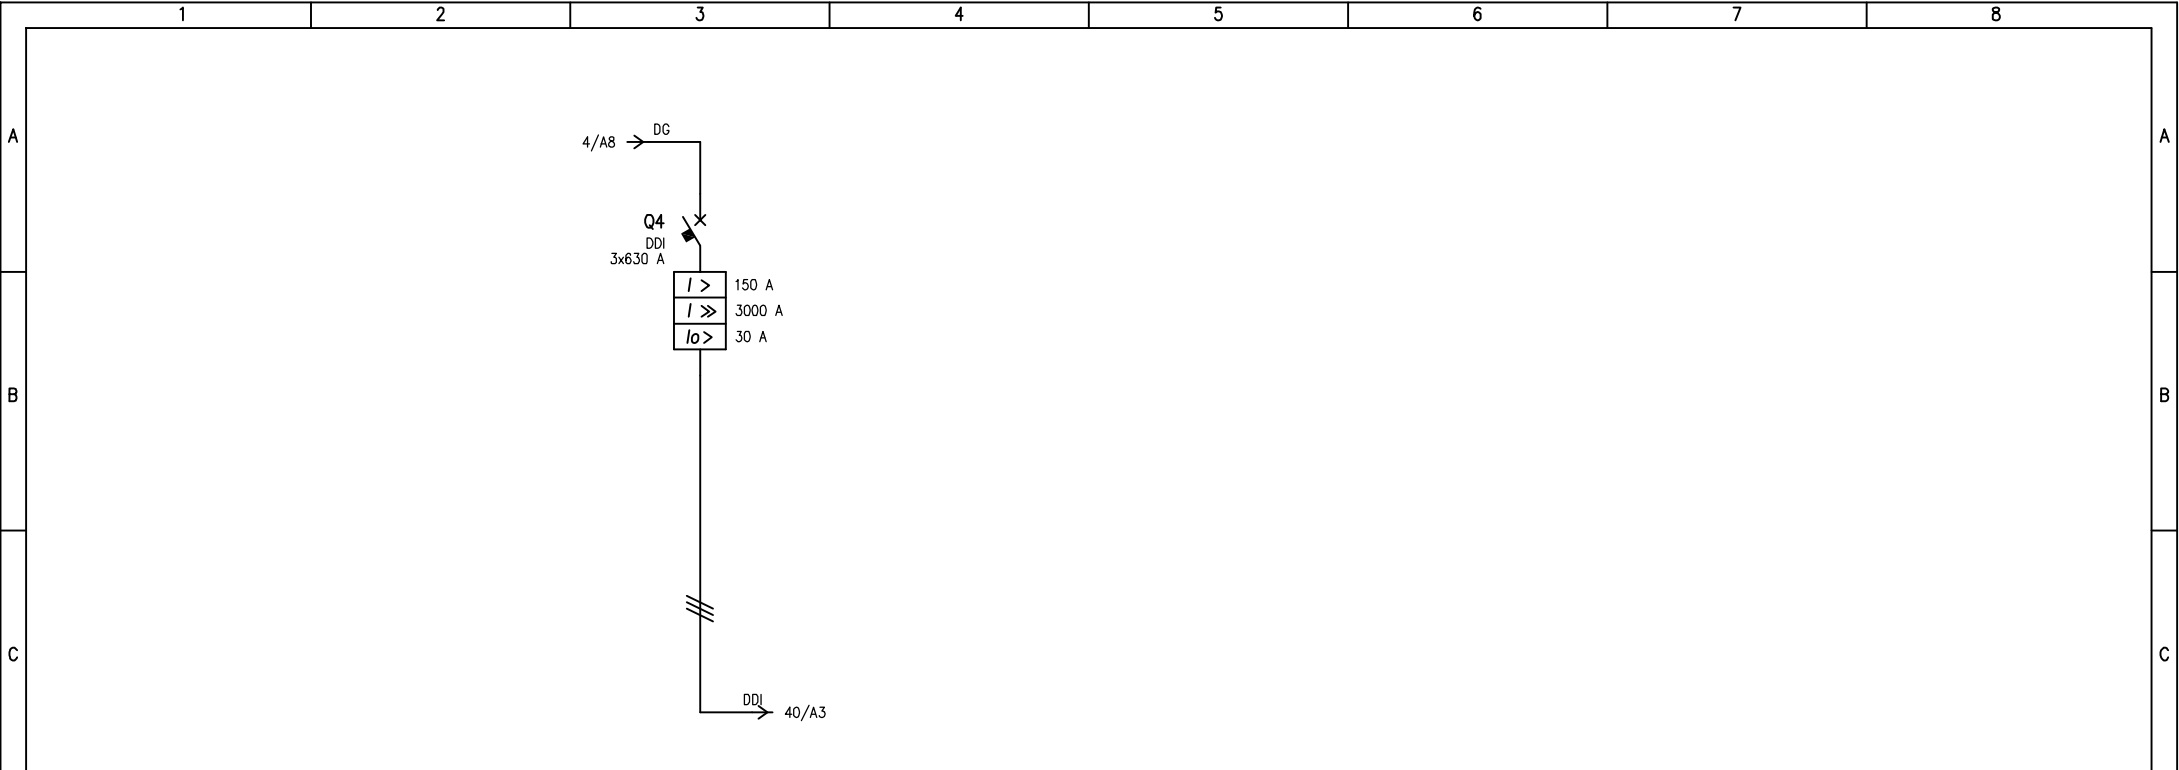 1 2 3 4 5 6 7 8
A A
DG
4/A8
Q4
DDI
3x630 A
I > 150 A
I >> 3000 A
Io> 30 A
B B
C C
DDI
40/A3